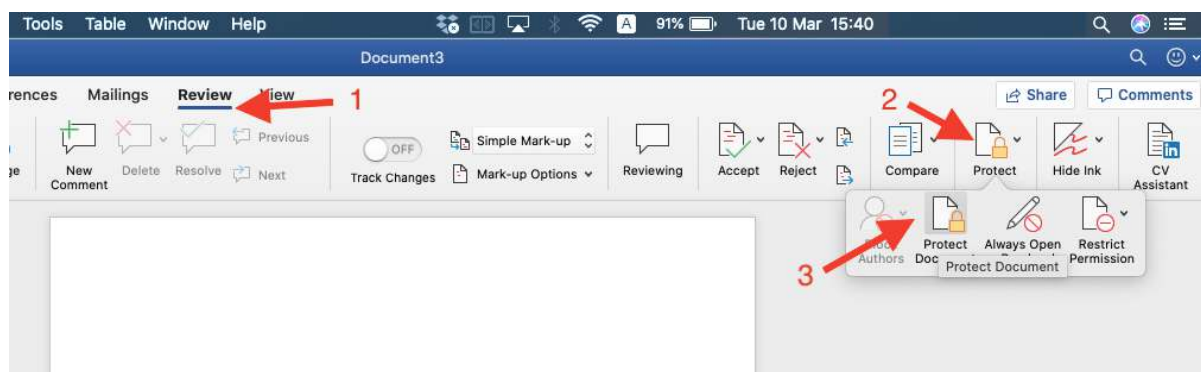 Tools Table Window Help A 91% Tue 10 Mar 15:40
Document3
rences Mailings Review View 1 2 Share Comments
New Comment Delete Resolve Previous Next
OFF Track Changes
Simple Mark-up
Mark-up Options
Reviewing Accept Reject Compare Protect Hide Ink CV Assistant
in
Authors
Protect
Always Open
Restrict Permission
Protect Document
3